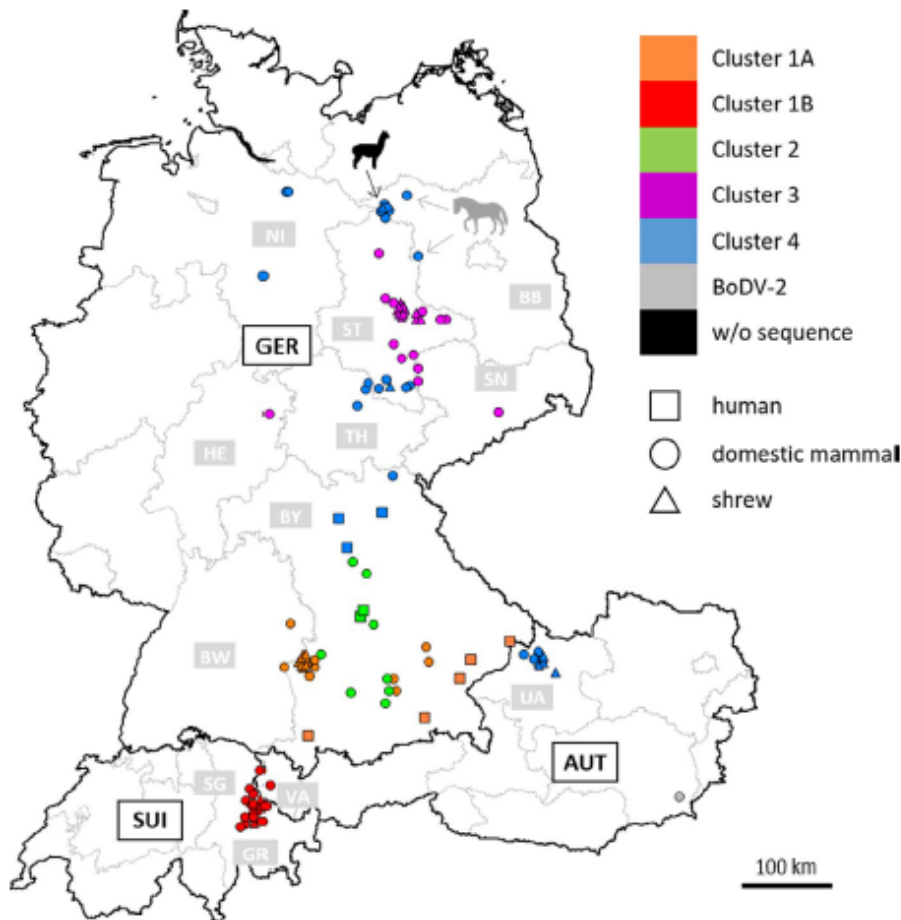 Cluster 1A
Cluster 1B
Cluster 2
Cluster 3
Cluster 4
BoDV-2
w/o sequence
human
domestic mammal
shrew
NI
BB
ST
GER
SN
HE
TH
BY
BW
UA
AUT
SG
VA
SUI
GR
100 km